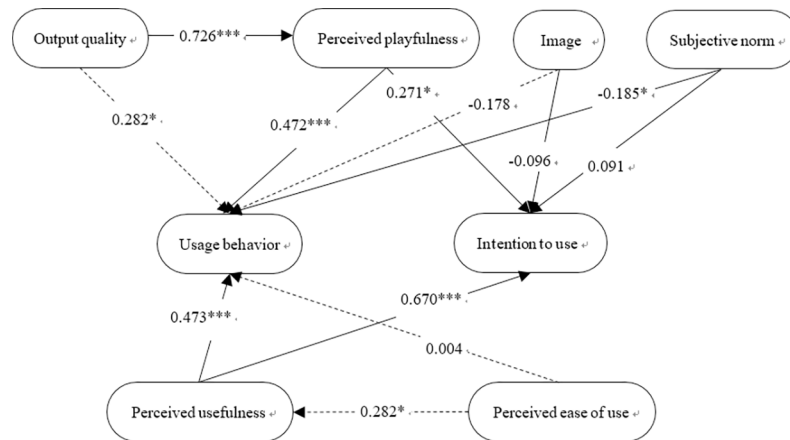 Output quality
0.726***
Perceived playfulness
Image
Subjective norm
0.282*
0.472***
0.271*
-0.178
-0.185*
-0.096
0.091
Usage behavior
Intention to use
0.473***
0.670***
0.004
Perceived usefulness
0.282*
Perceived ease of use